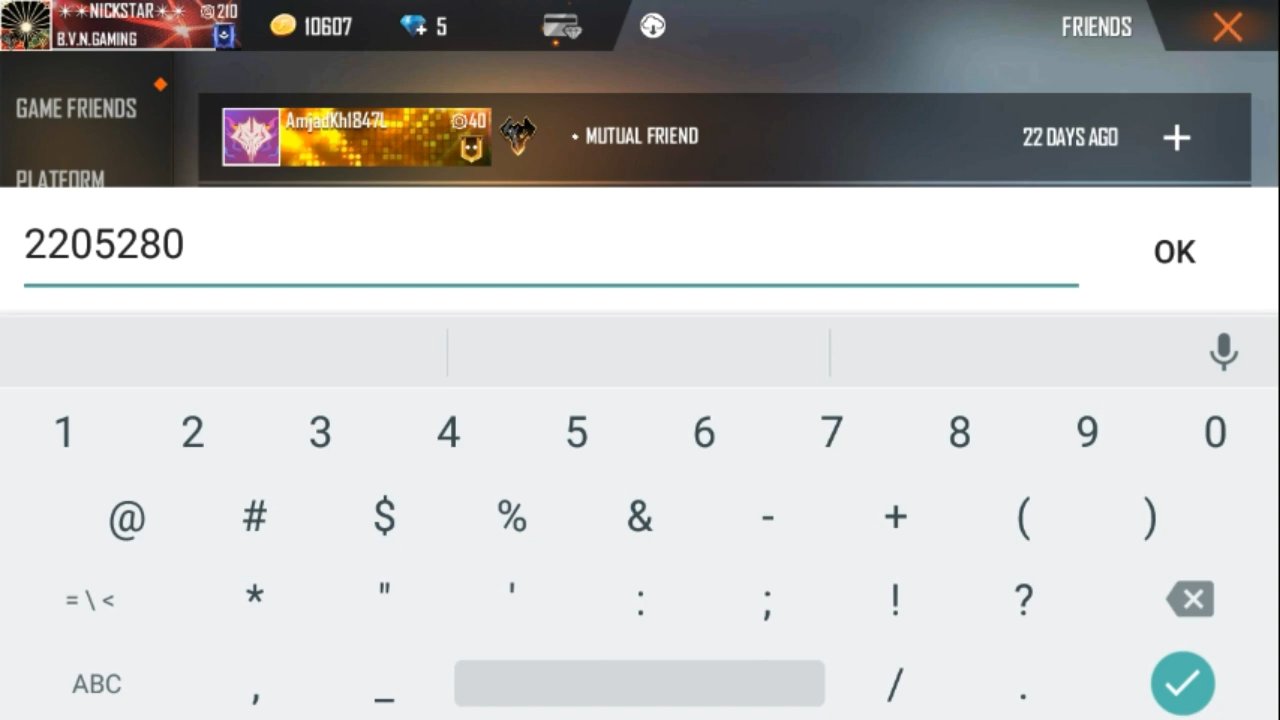 ✶✶NICKSTAR✶✶ 210
B.V.N.GAMING
10607
5
FRIENDS
GAME FRIENDS
AmjadKh1847L 40
• MUTUAL FRIEND
22 DAYS AGO
+
PLATFORM
2205280
OK
1 2 3 4 5 6 7 8 9 0
@ # $ % & - + ( )
= \ < * " ' : ; ! ?
ABC , _ / .